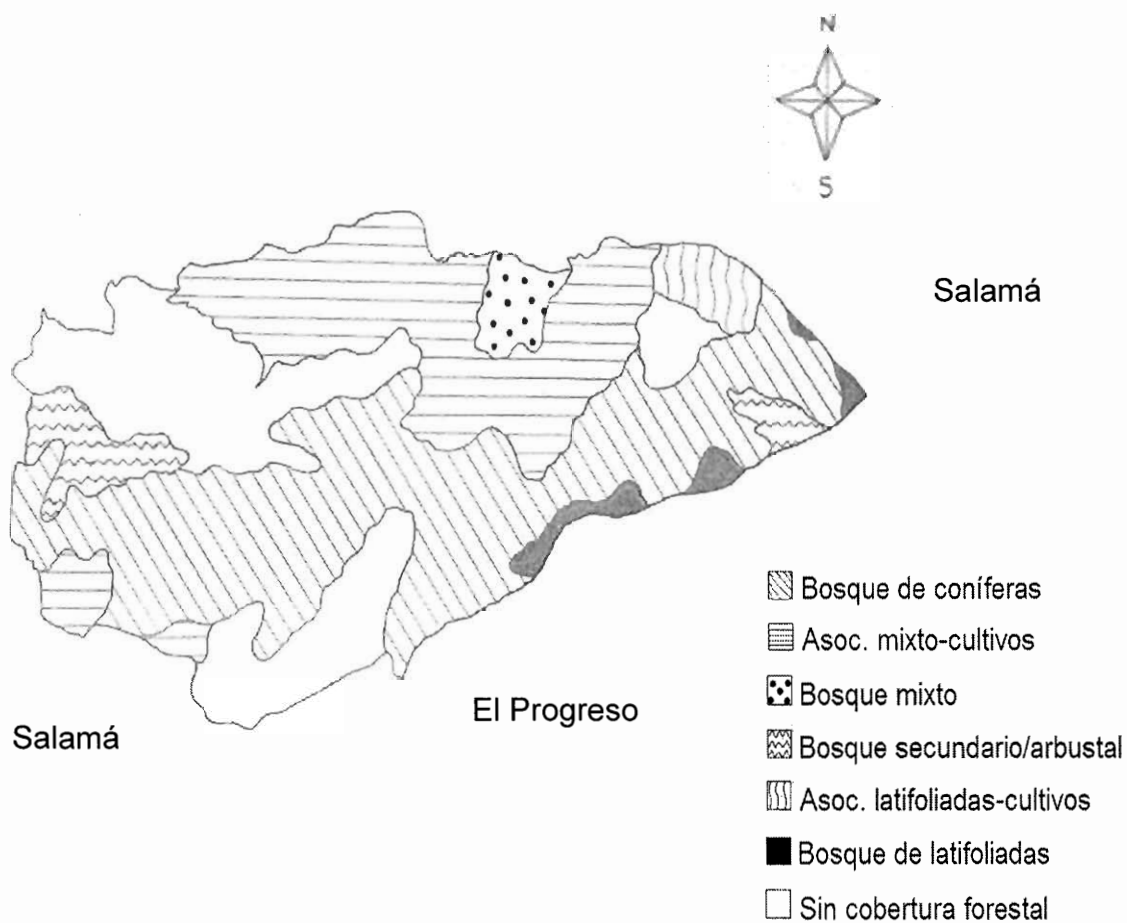 N
S
Salamá
Bosque de coníferas
Asoc. mixto-cultivos
Bosque mixto
El Progreso
Salamá
Bosque secundario/arbustal
Asoc. latifoliadas-cultivos
Bosque de latifoliadas
Sin cobertura forestal